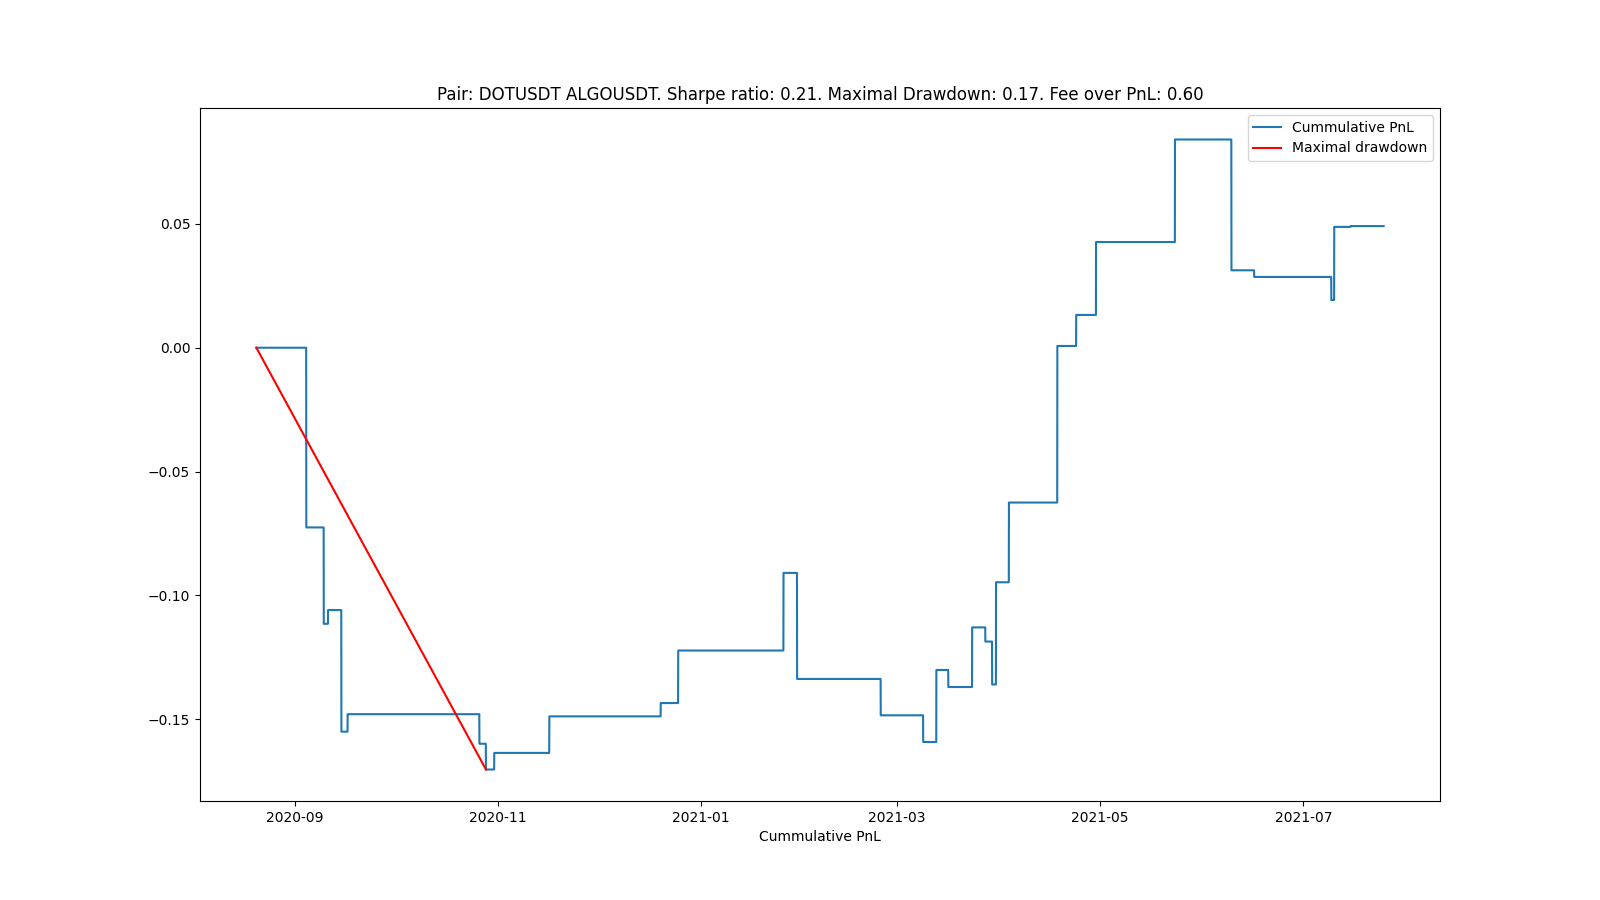 Pair: DOTUSDT ALGOUSDT. Sharpe ratio: 0.21. Maximal Drawdown: 0.17. Fee over PnL: 0.60
Cummulative PnL
Maximal drawdown
0.05
0.00
−0.05
−0.10
−0.15
2020-09 2020-11 2021-01 2021-03 2021-05 2021-07
Cummulative PnL